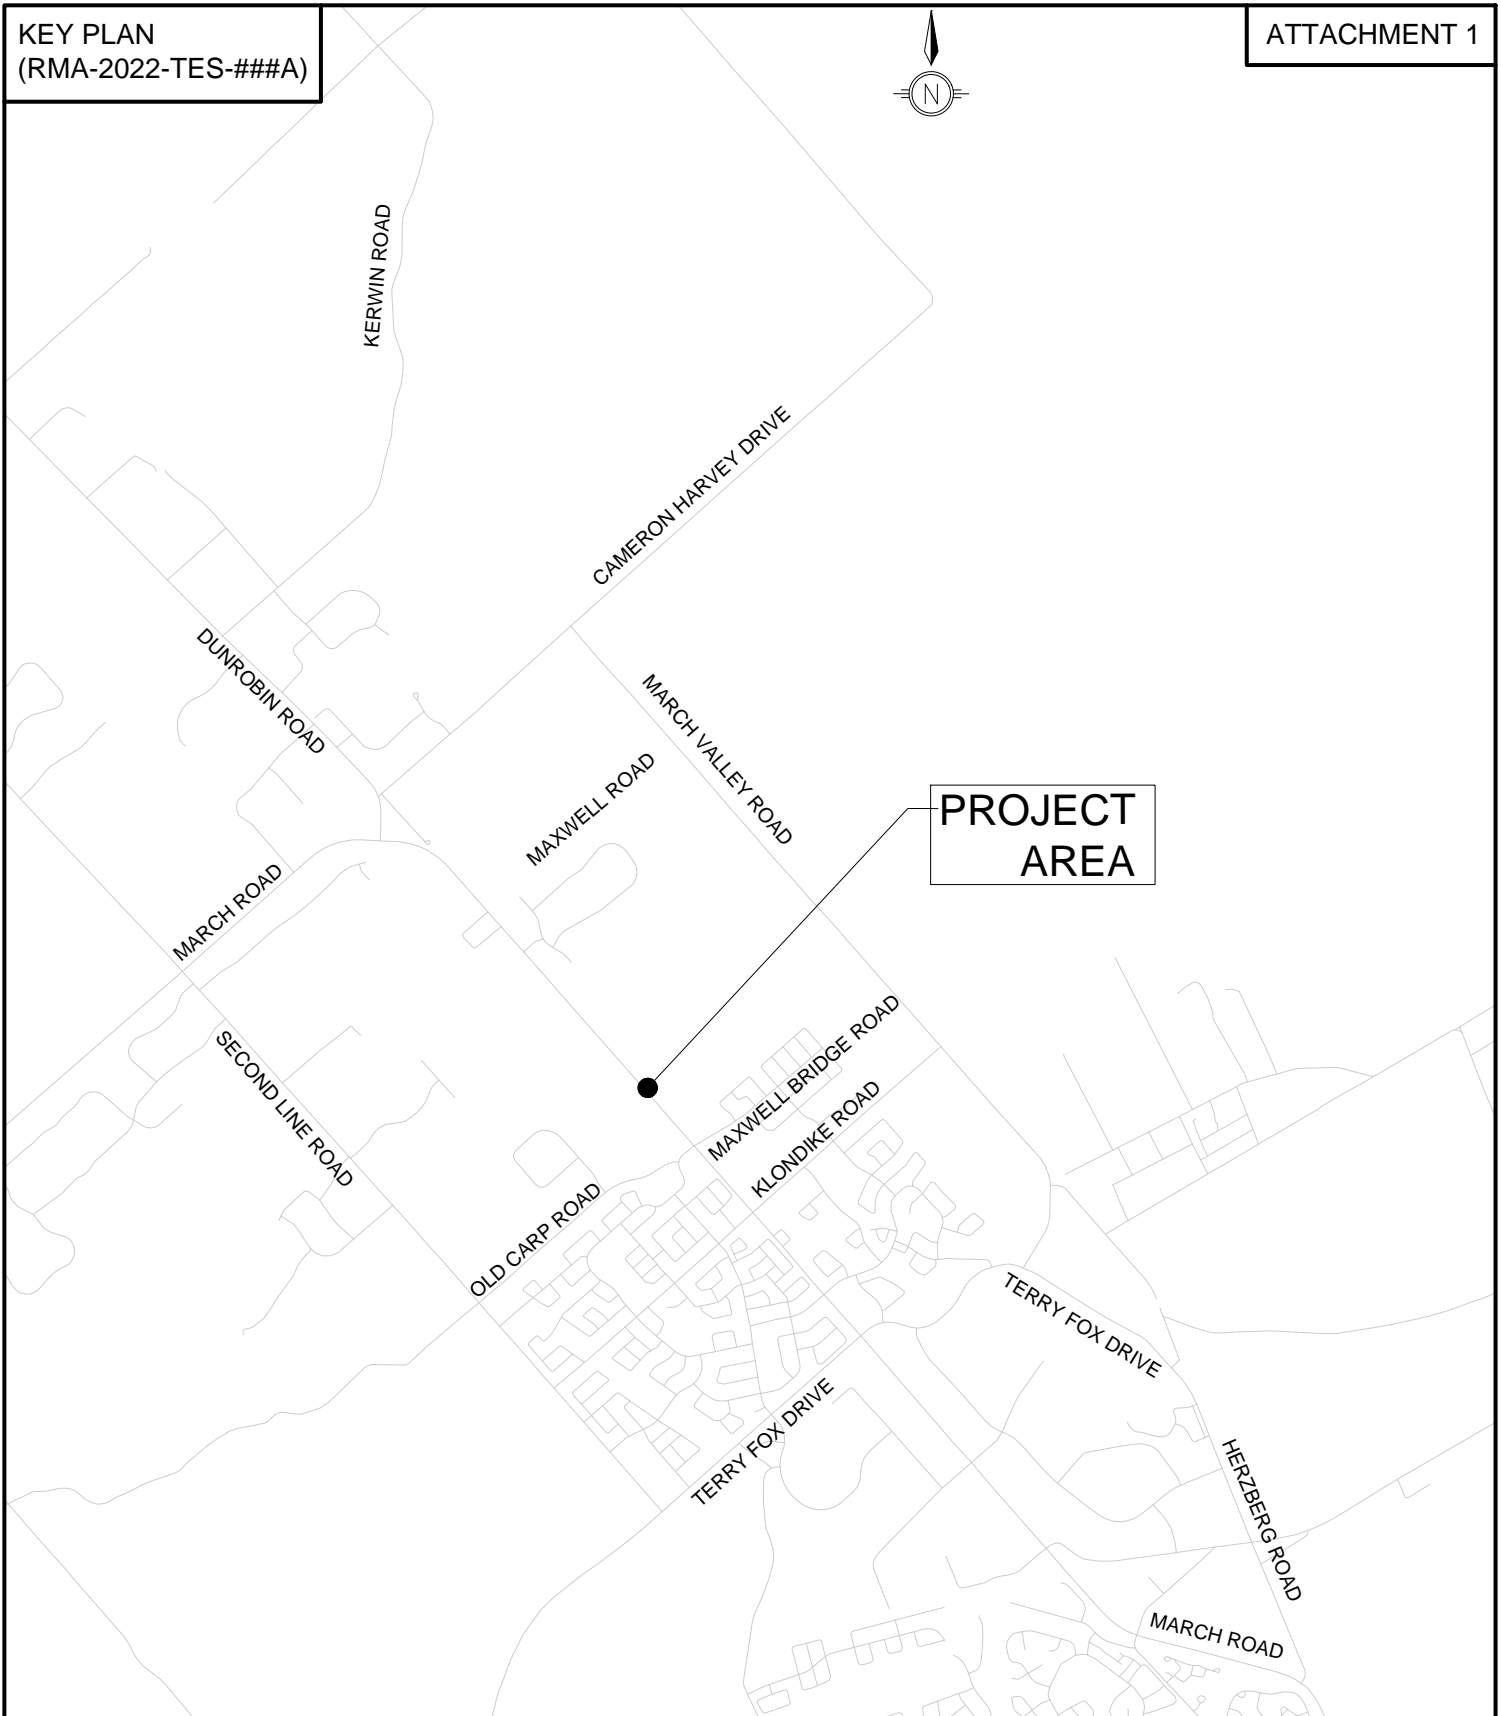 KEY PLAN
(RMA-2022-TES-###A)
ATTACHMENT 1
N
KERWIN ROAD
CAMERON HARVEY DRIVE
DUNROBIN ROAD
MARCH VALLEY ROAD
MAXWELL ROAD
PROJECT
AREA
MARCH ROAD
MAXWELL BRIDGE ROAD
SECOND LINE ROAD
KLONDIKE ROAD
OLD CARP ROAD
TERRY FOX DRIVE
TERRY FOX DRIVE
HERZBERG ROAD
MARCH ROAD